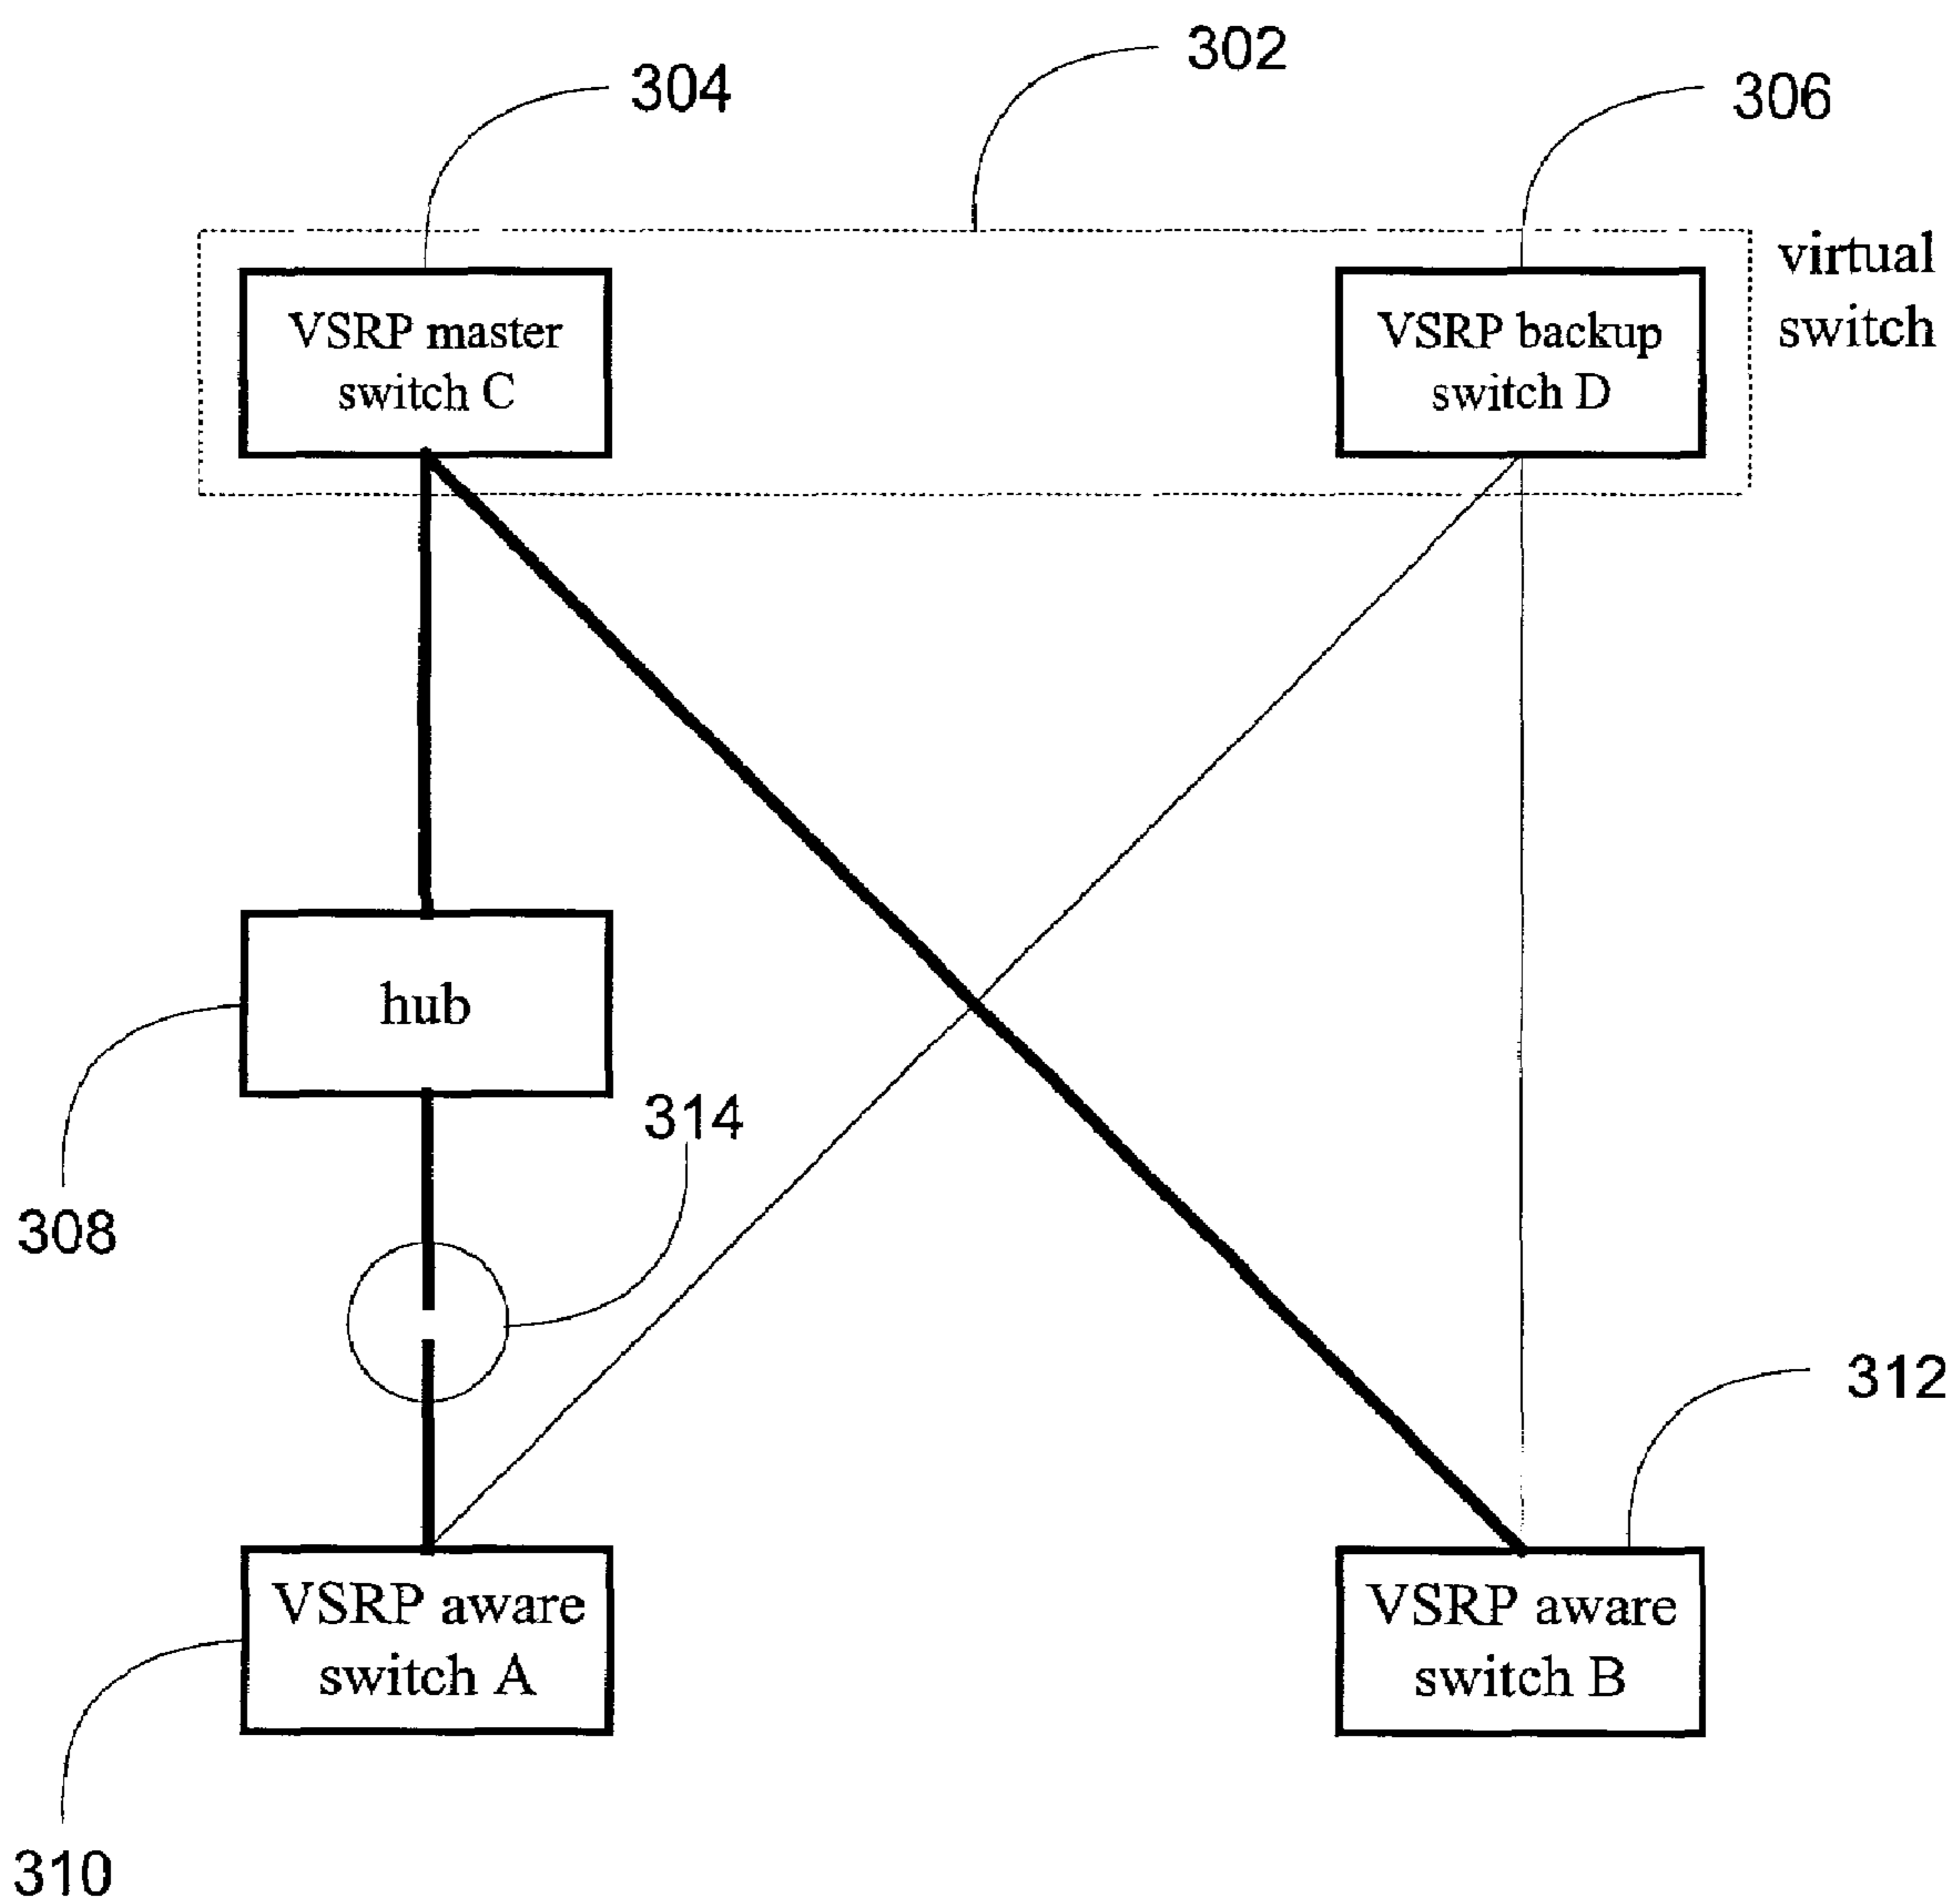 302
304
306
virtual
switch
VSRP master
switch C
VSRP backup
switch D
hub
314
308
312
VSRP aware
switch A
VSRP aware
switch B
310